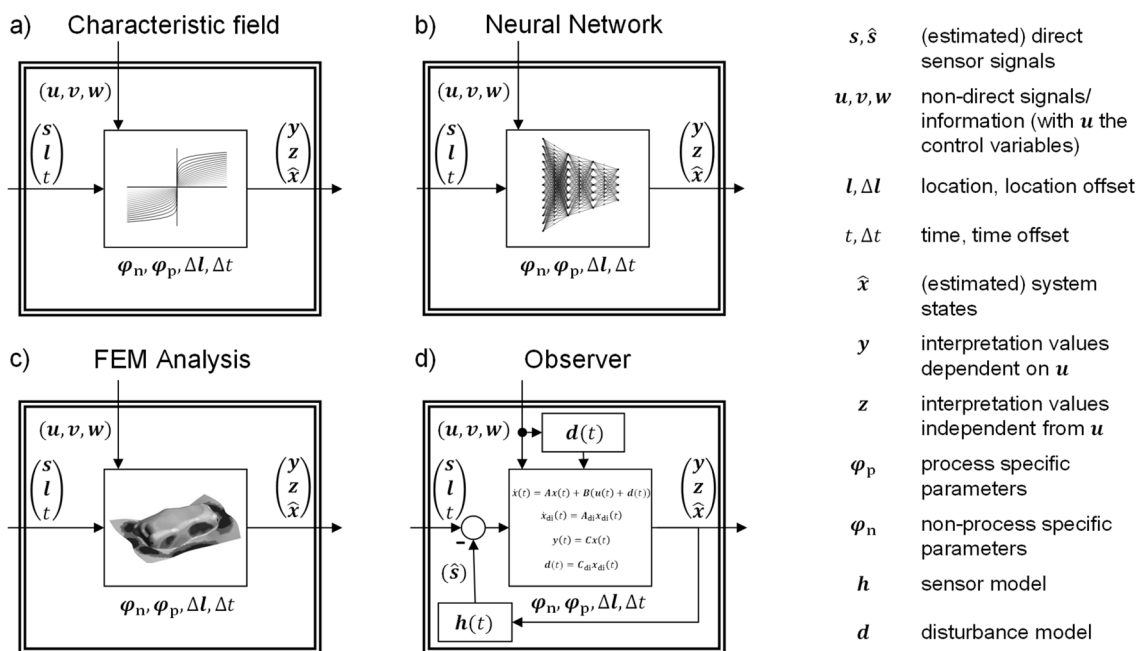 a) Characteristic field
(u, v, w)
(s
l
t)
(y
z
x̂)
φn, φp, Δl, Δt
b) Neural Network
(u, v, w)
(s
l
t)
(y
z
x̂)
φn, φp, Δl, Δt
c) FEM Analysis
(u, v, w)
(s
l
t)
(y
z
x̂)
φn, φp, Δl, Δt
d) Observer
(u, v, w)
d(t)
(s
l
t)
(y
z
x̂)
ẋ(t) = Ax(t) + B(u(t) + d(t))
ẋdi(t) = Adixdi(t)
y(t) = Cx(t)
d(t) = Cdixdi(t)
-
(ŝ)
φn, φp, Δl, Δt
h(t)
s, ŝ (estimated) direct
sensor signals
u, v, w non-direct signals/
information (with u the
control variables)
l, Δl location, location offset
t, Δt time, time offset
x̂ (estimated) system
states
y interpretation values
dependent on u
z interpretation values
independent from u
φp process specific
parameters
φn non-process specific
parameters
h sensor model
d disturbance model